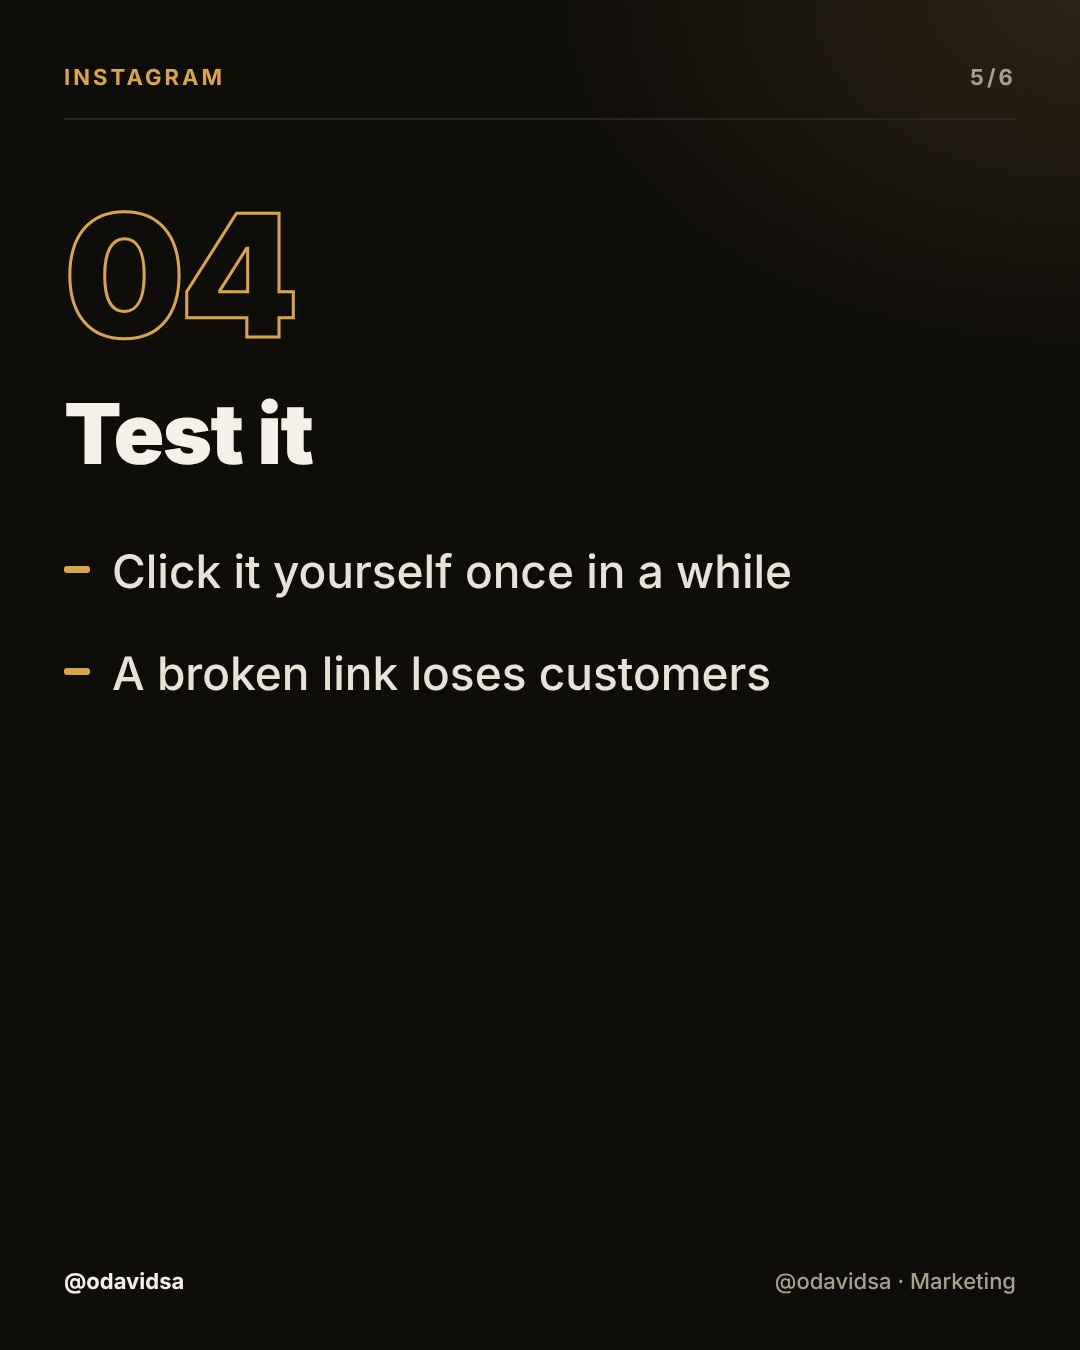 INSTAGRAM
5/6
04
Test it
Click it yourself once in a while
A broken link loses customers
@odavidsa
@odavidsa · Marketing